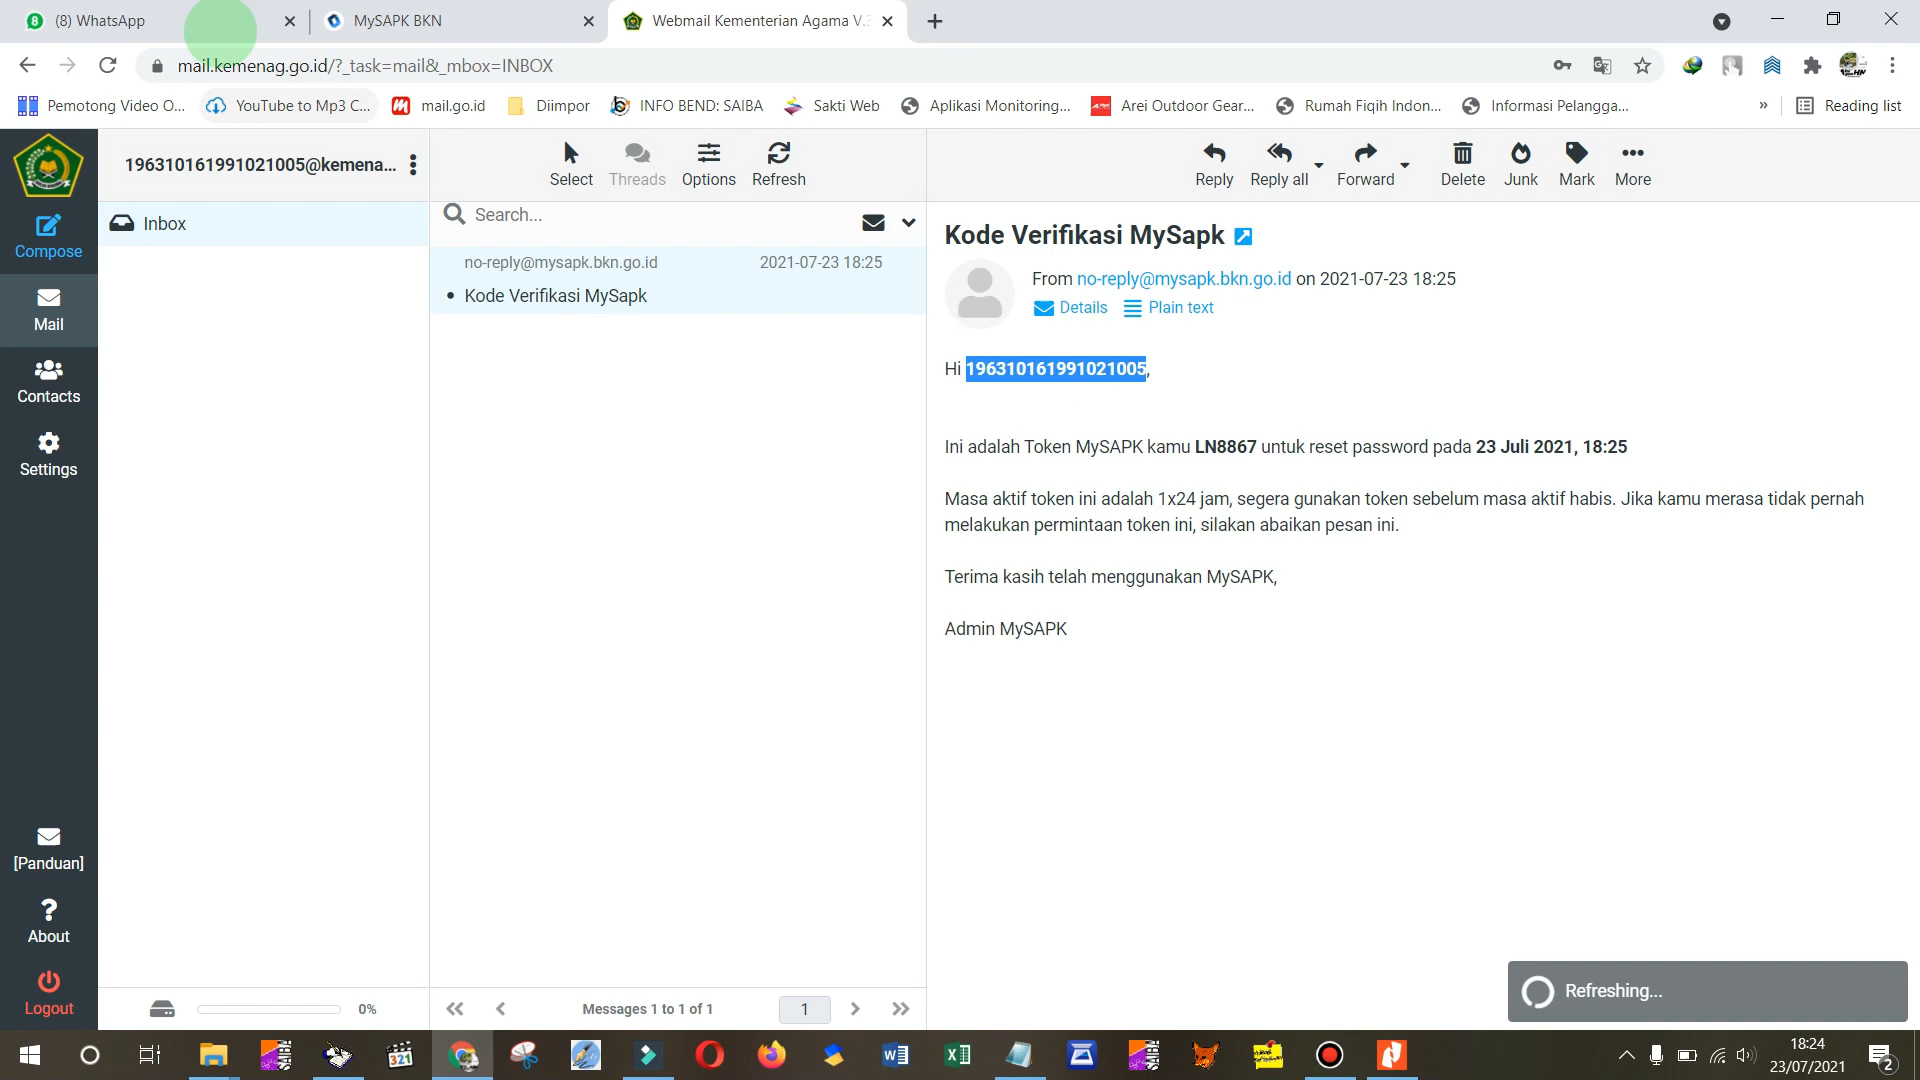 (8) WhatsApp
MySAPK BKN
Webmail Kementerian Agama V.
mail.kemenag.go.id/?_task=mail&_mbox=INBOX
Pemotong Video O...
YouTube to Mp3 C...
mail.go.id
Diimpor
INFO BEND: SAIBA
Sakti Web
Aplikasi Monitoring...
Arei Outdoor Gear...
Rumah Fiqih Indon...
Informasi Pelangga...
»
Reading list
196310161991021005@kemena...
Select
Threads
Options
Refresh
Reply
Reply all
Forward
Delete
Junk
Mark
More
Compose
Mail
Contacts
Settings
[Panduan]
About
Logout
Inbox
0%
Search...
no-reply@mysapk.bkn.go.id 2021-07-23 18:25
• Kode Verifikasi MySapk
Messages 1 to 1 of 1
1
Kode Verifikasi MySapk
From no-reply@mysapk.bkn.go.id on 2021-07-23 18:25
Details Plain text
Hi 196310161991021005,
Ini adalah Token MySAPK kamu LN8867 untuk reset password pada 23 Juli 2021, 18:25
Masa aktif token ini adalah 1x24 jam, segera gunakan token sebelum masa aktif habis. Jika kamu merasa tidak pernah
melakukan permintaan token ini, silakan abaikan pesan ini.
Terima kasih telah menggunakan MySAPK,
Admin MySAPK
Refreshing...
321
18:24
23/07/2021
2